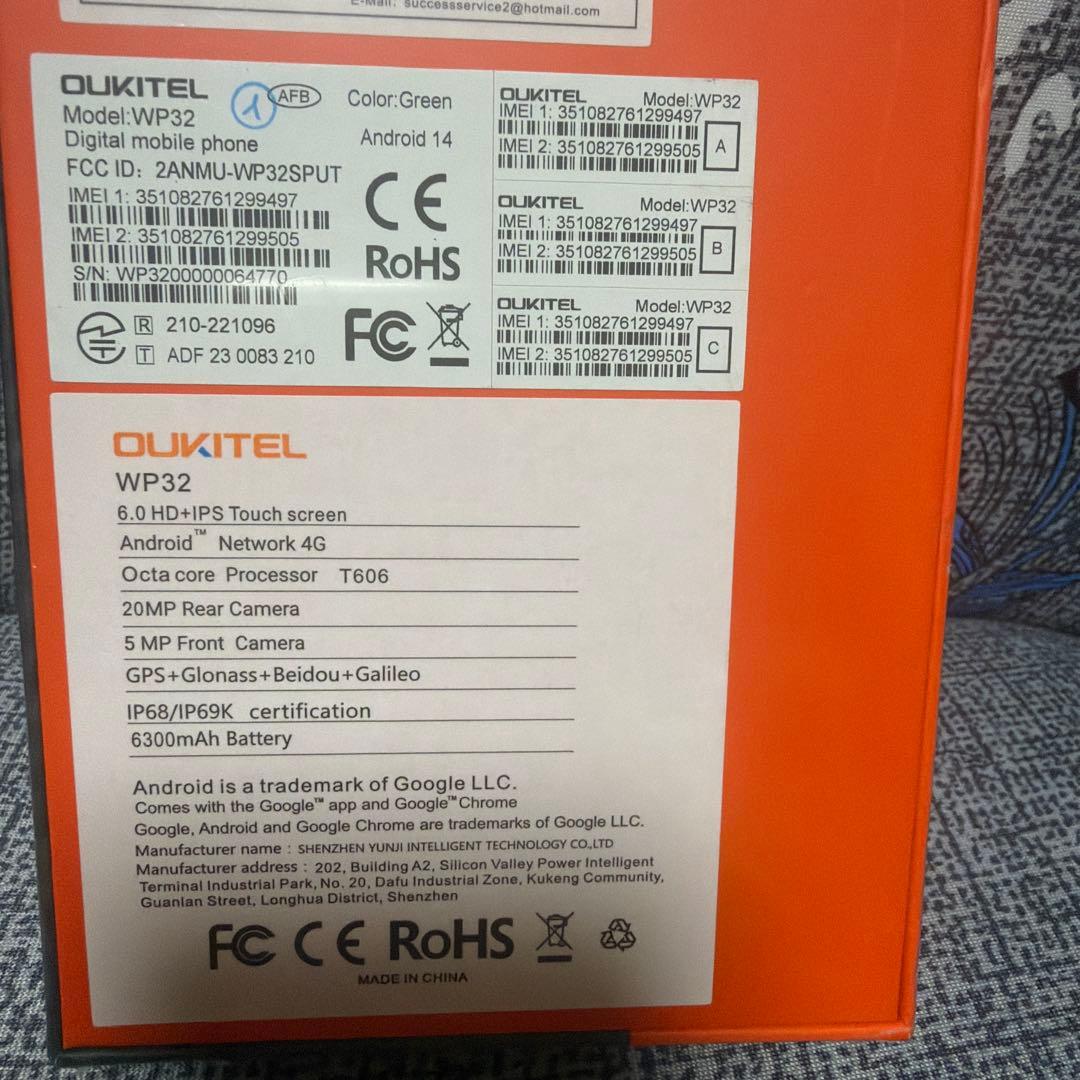 E-Mail: successservice2@hotmail.com
OUKITEL
1
AFB
Color:Green
Model:WP32
Digital mobile phone
Android 14
FCC ID: 2ANMU-WP32SPUT
IMEI 1: 351082761299497
IMEI 2: 351082761299505
S/N: WP3200000064770
CE
RoHS
R 210-221096
T ADF 23 0083 210
FC
OUKITEL Model:WP32
IMEI 1: 351082761299497
IMEI 2: 351082761299505
A
OUKITEL Model:WP32
IMEI 1: 351082761299497
IMEI 2: 351082761299505
B
OUKITEL Model:WP32
IMEI 1: 351082761299497
IMEI 2: 351082761299505
C
OUKITEL
WP32
6.0 HD+IPS Touch screen
Android™ Network 4G
Octa core Processor T606
20MP Rear Camera
5 MP Front Camera
GPS+Glonass+Beidou+Galileo
IP68/IP69K certification
6300mAh Battery
Android is a trademark of Google LLC.
Comes with the Google™ app and Google™Chrome
Google, Android and Google Chrome are trademarks of Google LLC.
Manufacturer name : SHENZHEN YUNJI INTELLIGENT TECHNOLOGY CO.,LTD
Manufacturer address : 202, Building A2, Silicon Valley Power Intelligent
Terminal Industrial Park, No. 20, Dafu Industrial Zone, Kukeng Community,
Guanlan Street, Longhua District, Shenzhen
FC CE RoHS
MADE IN CHINA